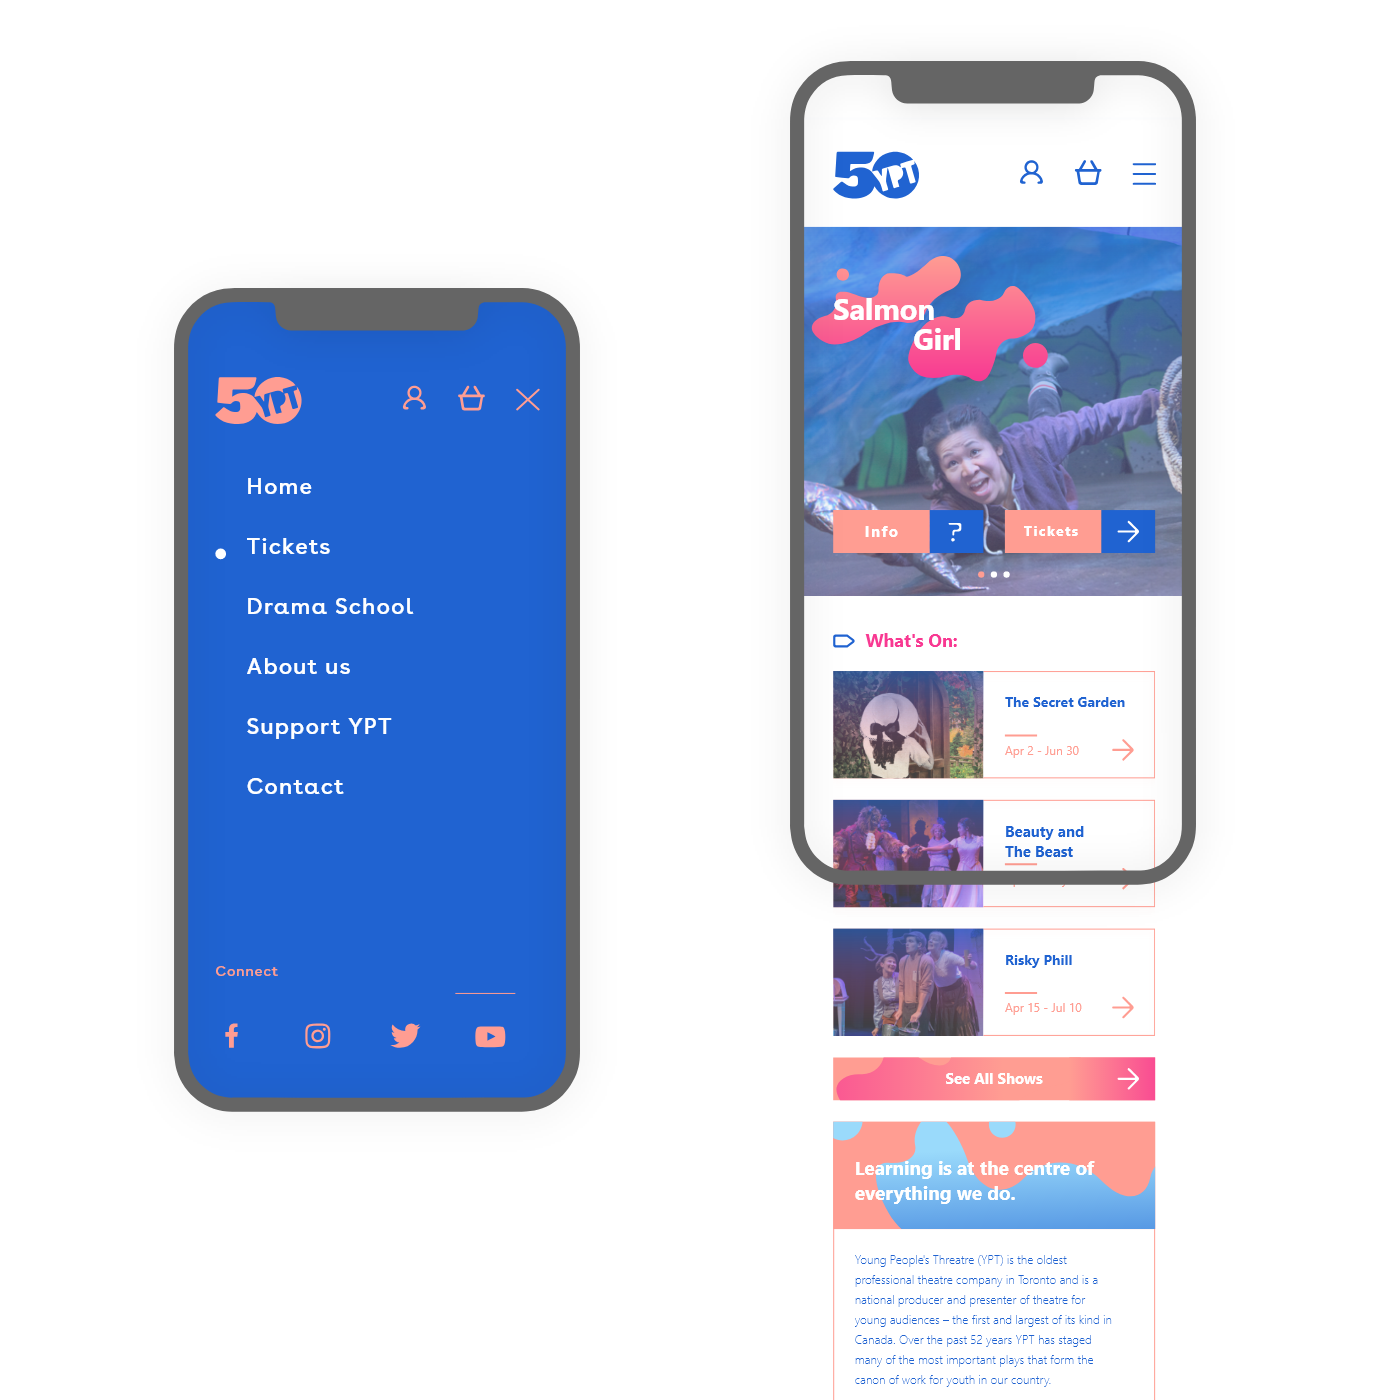 50 YPT
Home
Tickets
Drama School
About us
Support YPT
Contact
Connect
50 YPT
Salmon
Girl
Info ?
Tickets
What's On:
The Secret Garden
Apr 2 - Jun 30
Beauty and
The Beast
Risky Phill
Apr 15 - Jul 10
See All Shows
Learning is at the centre of
everything we do.
Young People's Threatre (YPT) is the oldest
professional theatre company in Toronto and is a
national producer and presenter of theatre for
young audiences – the first and largest of its kind in
Canada. Over the past 52 years YPT has staged
many of the most important plays that form the
canon of work for youth in our country.